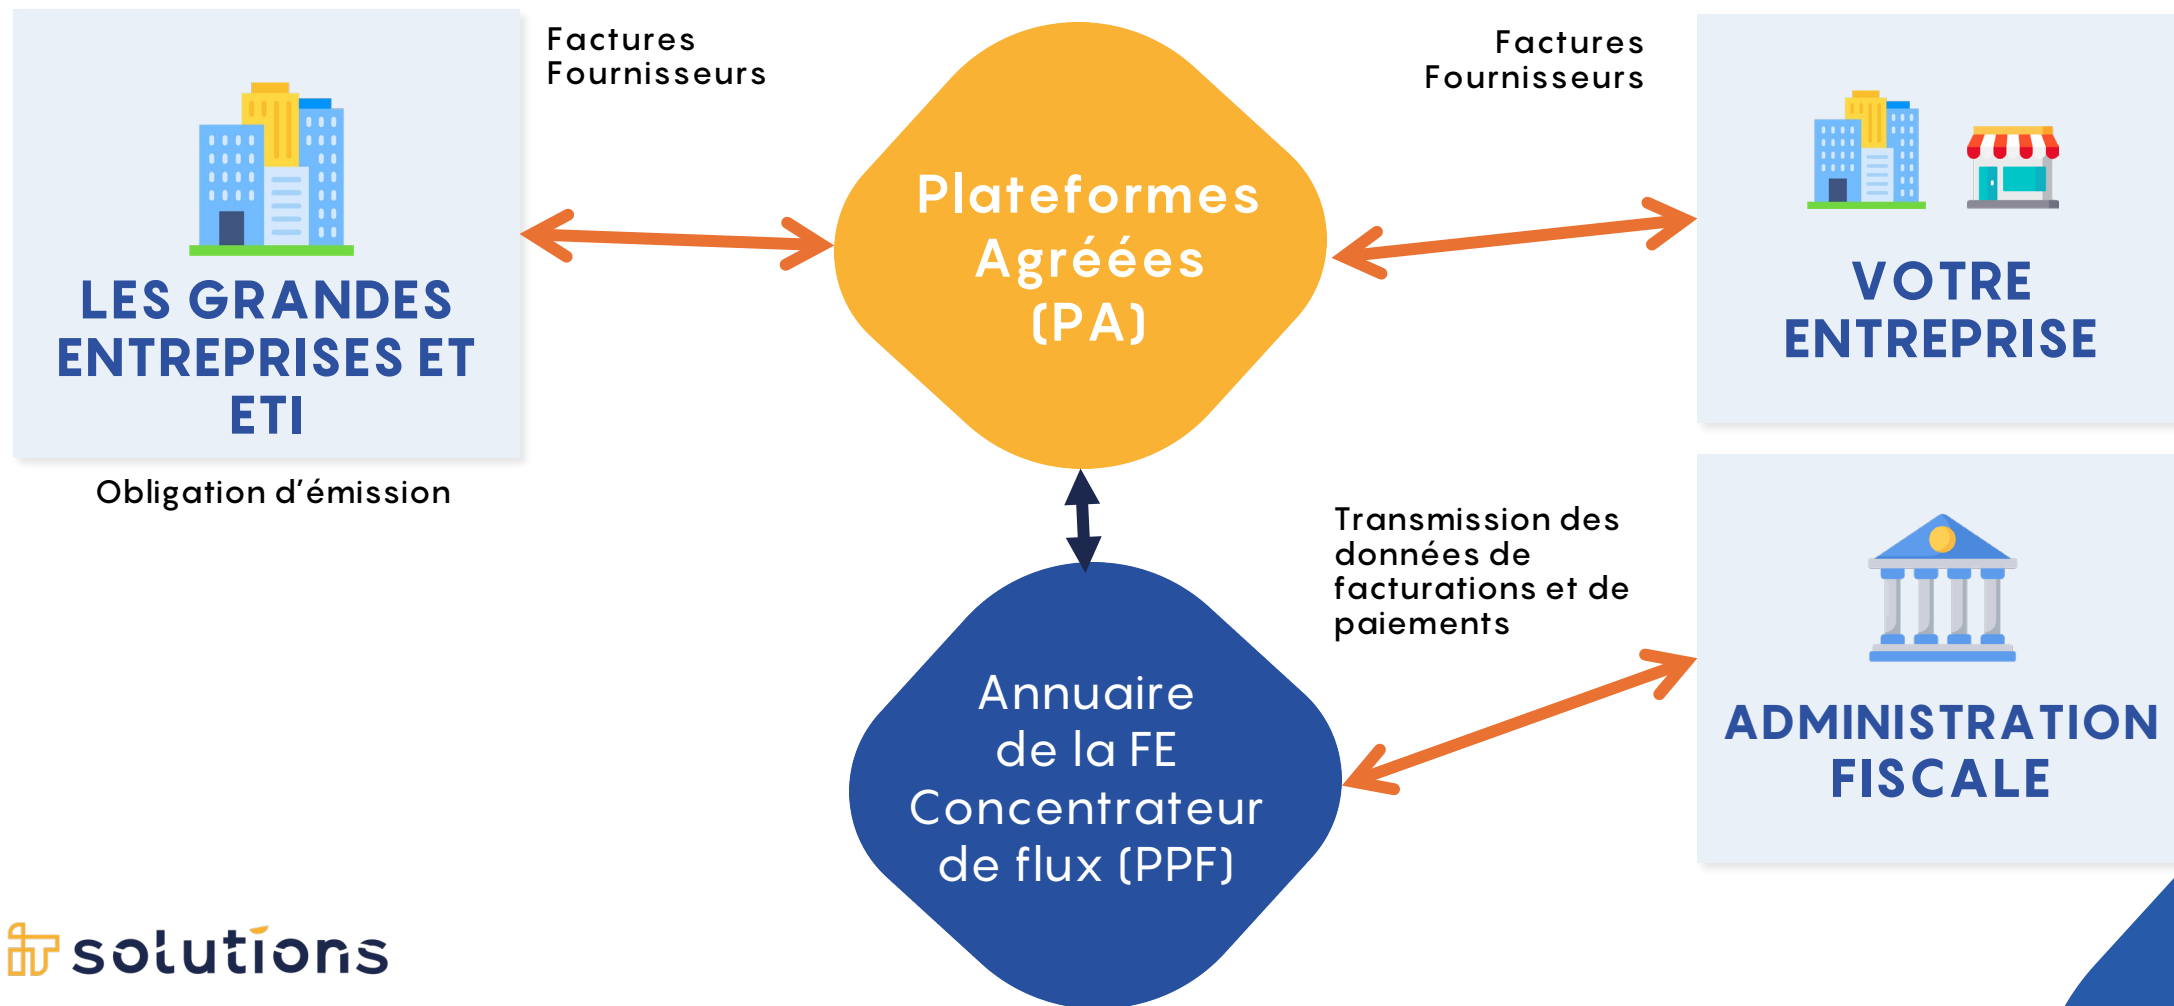 Factures
Fournisseurs
Factures
Fournisseurs
Plateformes
Agréées
(PA)
LES GRANDES
ENTREPRISES ET
ETI
VOTRE
ENTREPRISE
Obligation d'émission
Transmission des
données de
facturations et de
paiements
Annuaire
de la FE
Concentrateur
de flux (PPF)
ADMINISTRATION
FISCALE
solutions